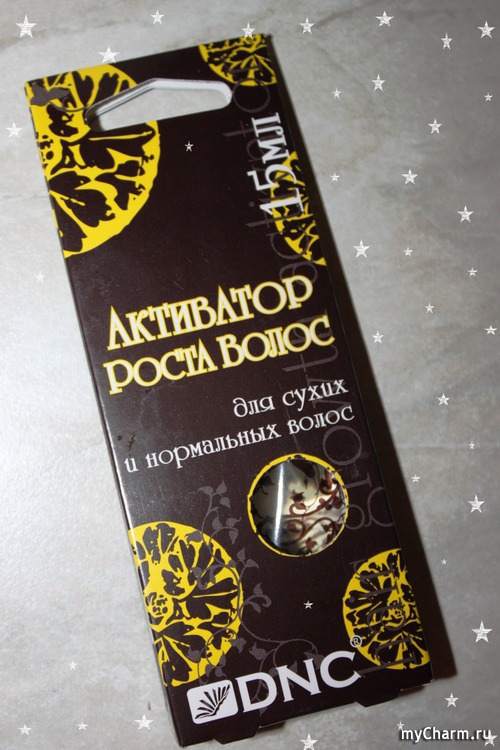 15мл
АКТИВАТОР
РОСТА ВОЛОС
для сухих
и нормальных волос
DNC®
myCharm.ru